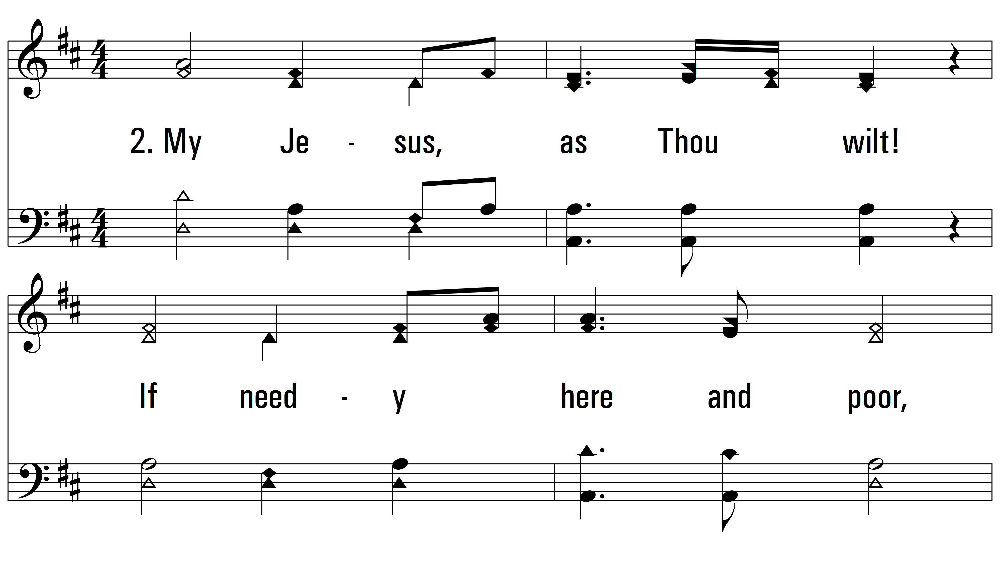 2. My Je - sus, as Thou wilt!
If need - y here and poor,